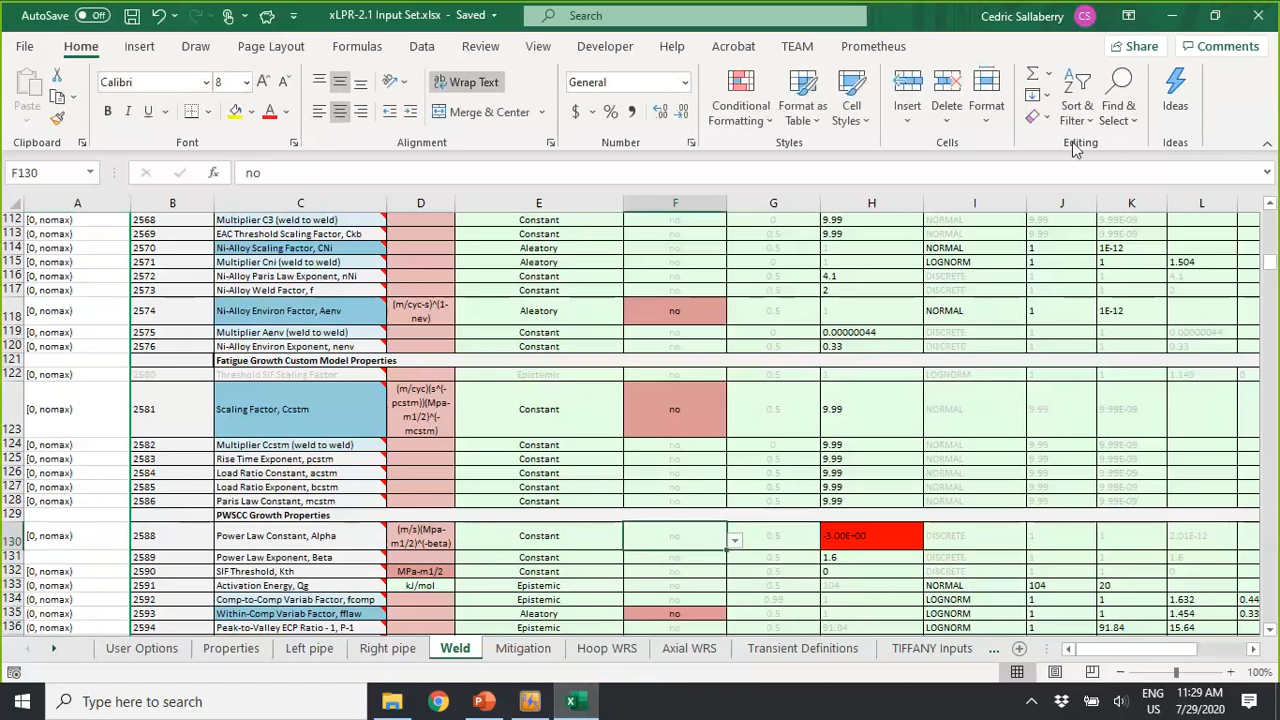 AutoSave Off xLPR-2.1 Input Set.xlsx - Saved Search Cedric Sallaberry CS
File Home Insert Draw Page Layout Formulas Data Review View Developer Help Acrobat TEAM Prometheus Share Comments
Paste Calibri 8 Wrap Text General Conditional Formatting Format as Table Cell Styles Insert Delete Format Sort & Filter Find & Select Ideas
B I U Merge & Center $ % ,
Clipboard Font Alignment Number Styles Cells Editing Ideas
F130 fx no
A B C D E F G H I J K L
112 [0, nomax) 2568 Multiplier C3 (weld to weld) Constant no 0 9.99 NORMAL 9.99 9.99E-09
113 [0, nomax) 2569 EAC Threshold Scaling Factor, Ckb Constant no 0.5 9.99 NORMAL 9.99 9.99E-09
114 [0, nomax) 2570 Ni-Alloy Scaling Factor, CNi Aleatory no 0.5 1 NORMAL 1 1E-12
115 [0, nomax) 2571 Multiplier Cni (weld to weld) Aleatory no 0 1 LOGNORM 1 1 1.504
116 [0, nomax) 2572 Ni-Alloy Paris Law Exponent, nNi Constant no 0.5 4.1 DISCRETE 1 1 4.1
117 [0, nomax) 2573 Ni-Alloy Weld Factor, f Constant no 0.5 2 DISCRETE 1 1 2
118 [0, nomax) 2574 Ni-Alloy Environ Factor, Aenv (m/cyc-s)^(1-nev) Aleatory no 0.5 1 NORMAL 1 1E-12
119 [0, nomax) 2575 Multiplier Aenv (weld to weld) Constant no 0 0.00000044 DISCRETE 1 1 0.00000044
120 [0, nomax) 2576 Ni-Alloy Environ Exponent, nenv Constant no 0.5 0.33 DISCRETE 1 1 0.33
121 Fatigue Growth Custom Model Properties
122 [0, nomax) 2580 Threshold SIF Scaling Factor Epistemic no 0.5 1 LOGNORM 1 1 1.149 0
123 [0, nomax) 2581 Scaling Factor, Ccstm (m/cyc)(s^(-pcstm))(Mpa-m1/2)^(-mcstm) Constant no 0.5 9.99 NORMAL 9.99 9.99E-09
124 [0, nomax) 2582 Multiplier Ccstm (weld to weld) Constant no 0.5 9.99 NORMAL 9.99 9.99E-09
125 [0, nomax) 2583 Rise Time Exponent, pcstm Constant no 0.5 9.99 NORMAL 9.99 9.99E-09
126 [0, nomax) 2584 Load Ratio Constant, acstm Constant no 0.5 9.99 NORMAL 9.99 9.99E-09
127 [0, nomax) 2585 Load Ratio Exponent, bcstm Constant no 0.5 9.99 NORMAL 9.99 9.99E-09
128 [0, nomax) 2586 Paris Law Constant, mcstm Constant no 0.5 9.99 NORMAL 9.99 9.99E-09
129 PWSCC Growth Properties
130 [0, nomax) 2588 Power Law Constant, Alpha (m/s)(Mpa-m1/2)^(-beta) Constant no 0.5 -3.00E+00 DISCRETE 1 1 2.01E-12
131 2589 Power Law Exponent, Beta Constant no 0.5 1.6 DISCRETE 1 1 1.6
132 [0, nomax) 2590 SIF Threshold, Kth MPa-m1/2 Constant no 0.5 0 DISCRETE 1 1 0
133 [0, nomax) 2591 Activation Energy, Qg kJ/mol Epistemic no 0.5 104 NORMAL 104 20
134 [0, nomax) 2592 Comp-to-Comp Variab Factor, fcomp Epistemic no 0.99 1 LOGNORM 1 1 1.632 0.44
135 [0, nomax) 2593 Within-Comp Variab Factor, fflaw Aleatory no 0.5 1 LOGNORM 1 1 1.454 0.33
136 [0, nomax) 2594 Peak-to-Valley ECP Ratio - 1, P-1 Epistemic no 0.5 91.84 LOGNORM 1 91.84 15.64
User Options Properties Left pipe Right pipe Weld Mitigation Hoop WRS Axial WRS Transient Definitions TIFFANY Inputs ...
100%
Type here to search ENG US 11:29 AM 7/29/2020